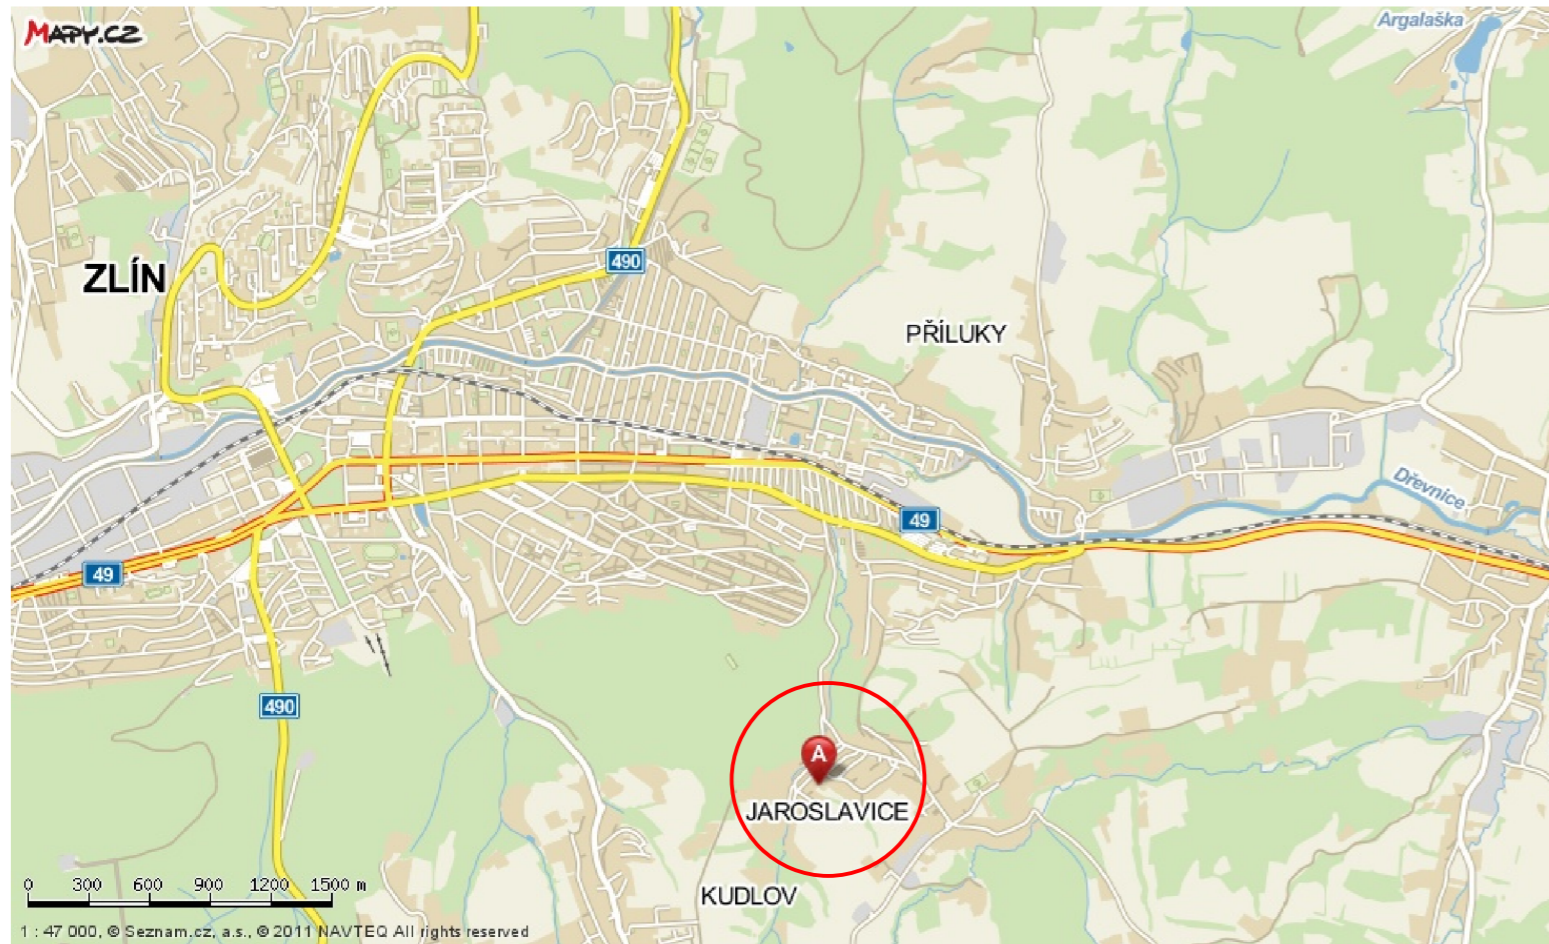 Mapy.cz
Argalaška
490
ZLÍN
PŘÍLUKY
Dřevnice
49
49
490
A
JAROSLAVICE
KUDLOV
0 300 600 900 1200 1500 m
1 : 47 000, © Seznam.cz, a.s., © 2011 NAVTEQ All rights reserved